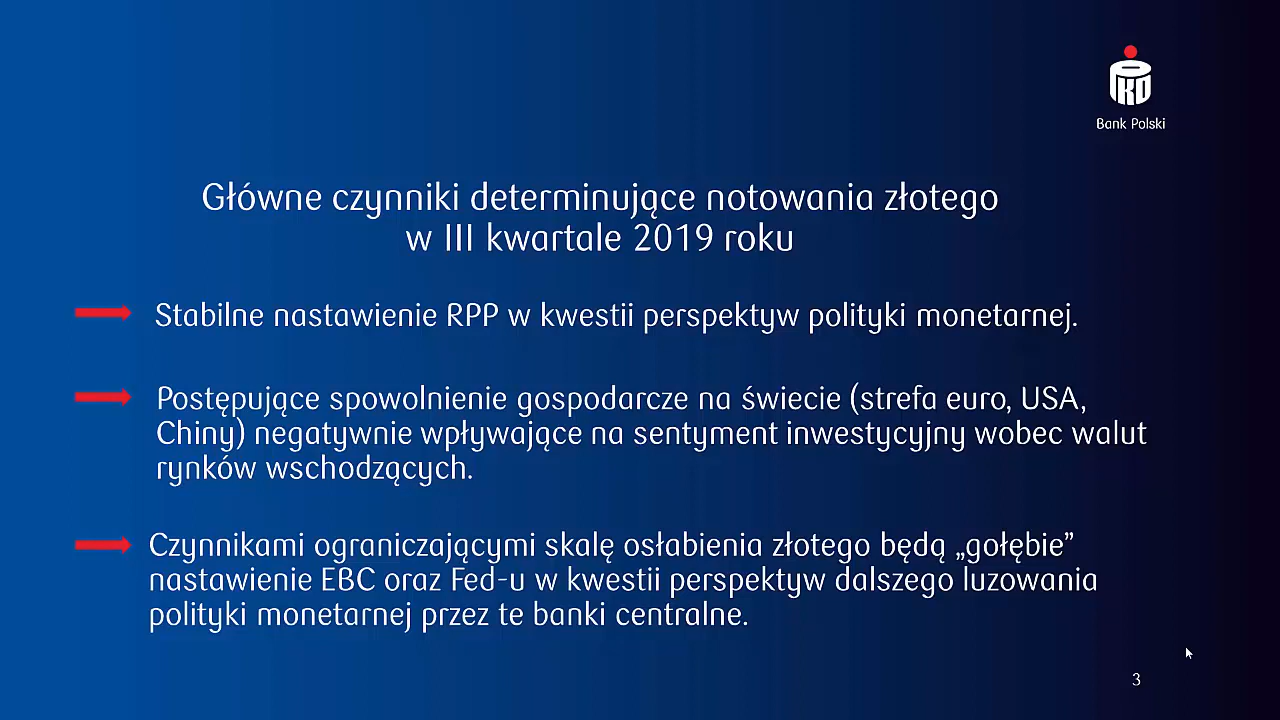 PKO
Bank Polski
Główne czynniki determinujące notowania złotego
w III kwartale 2019 roku
Stabilne nastawienie RPP w kwestii perspektyw polityki monetarnej.
Postępujące spowolnienie gospodarcze na świecie (strefa euro, USA,
Chiny) negatywnie wpływające na sentyment inwestycyjny wobec walut
rynków wschodzących.
Czynnikami ograniczającymi skalę osłabienia złotego będą „gołębie”
nastawienie EBC oraz Fed-u w kwestii perspektyw dalszego luzowania
polityki monetarnej przez te banki centralne.
3